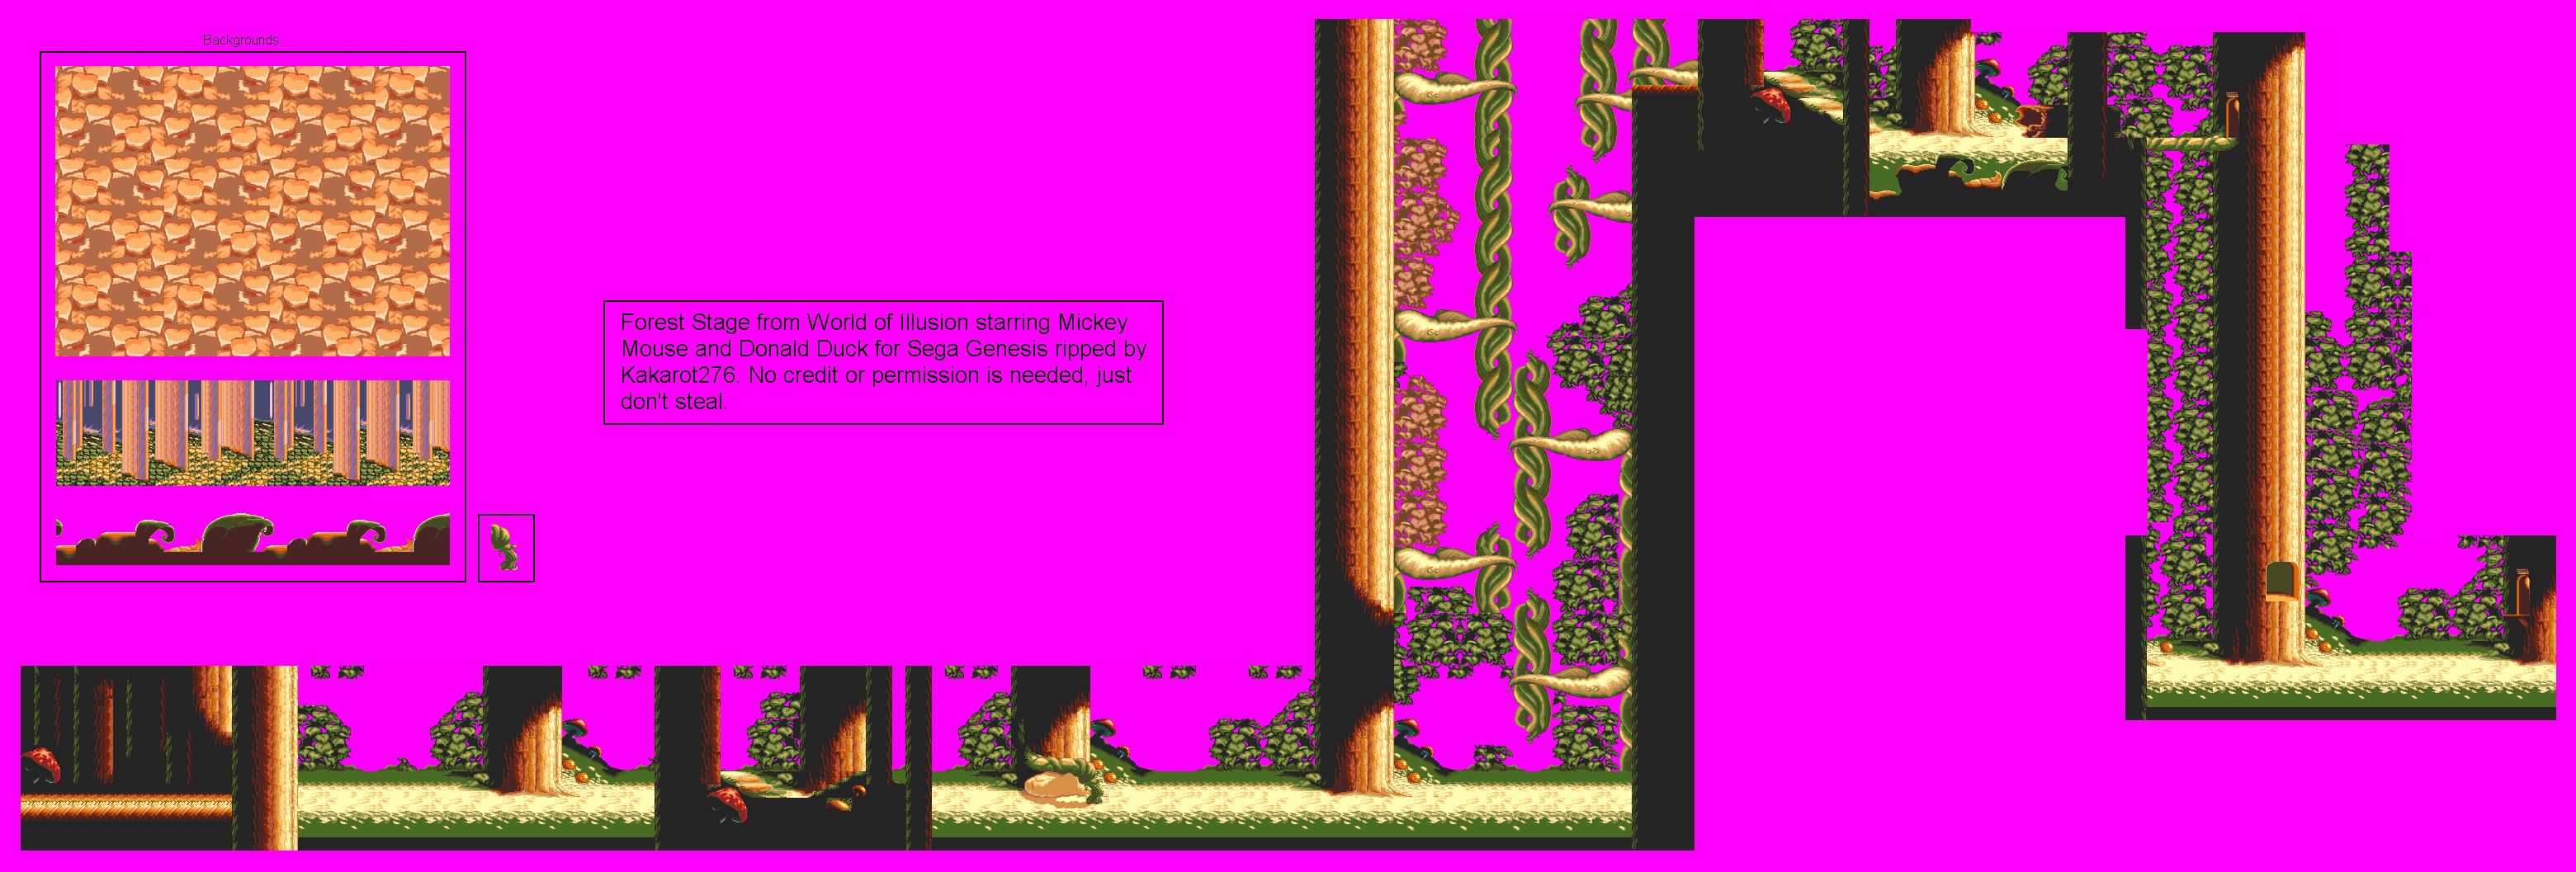 Backgrounds
Forest Stage from World of Illusion starring Mickey
Mouse and Donald Duck for Sega Genesis ripped by
Kakarot276. No credit or permission is needed, just
don't steal.